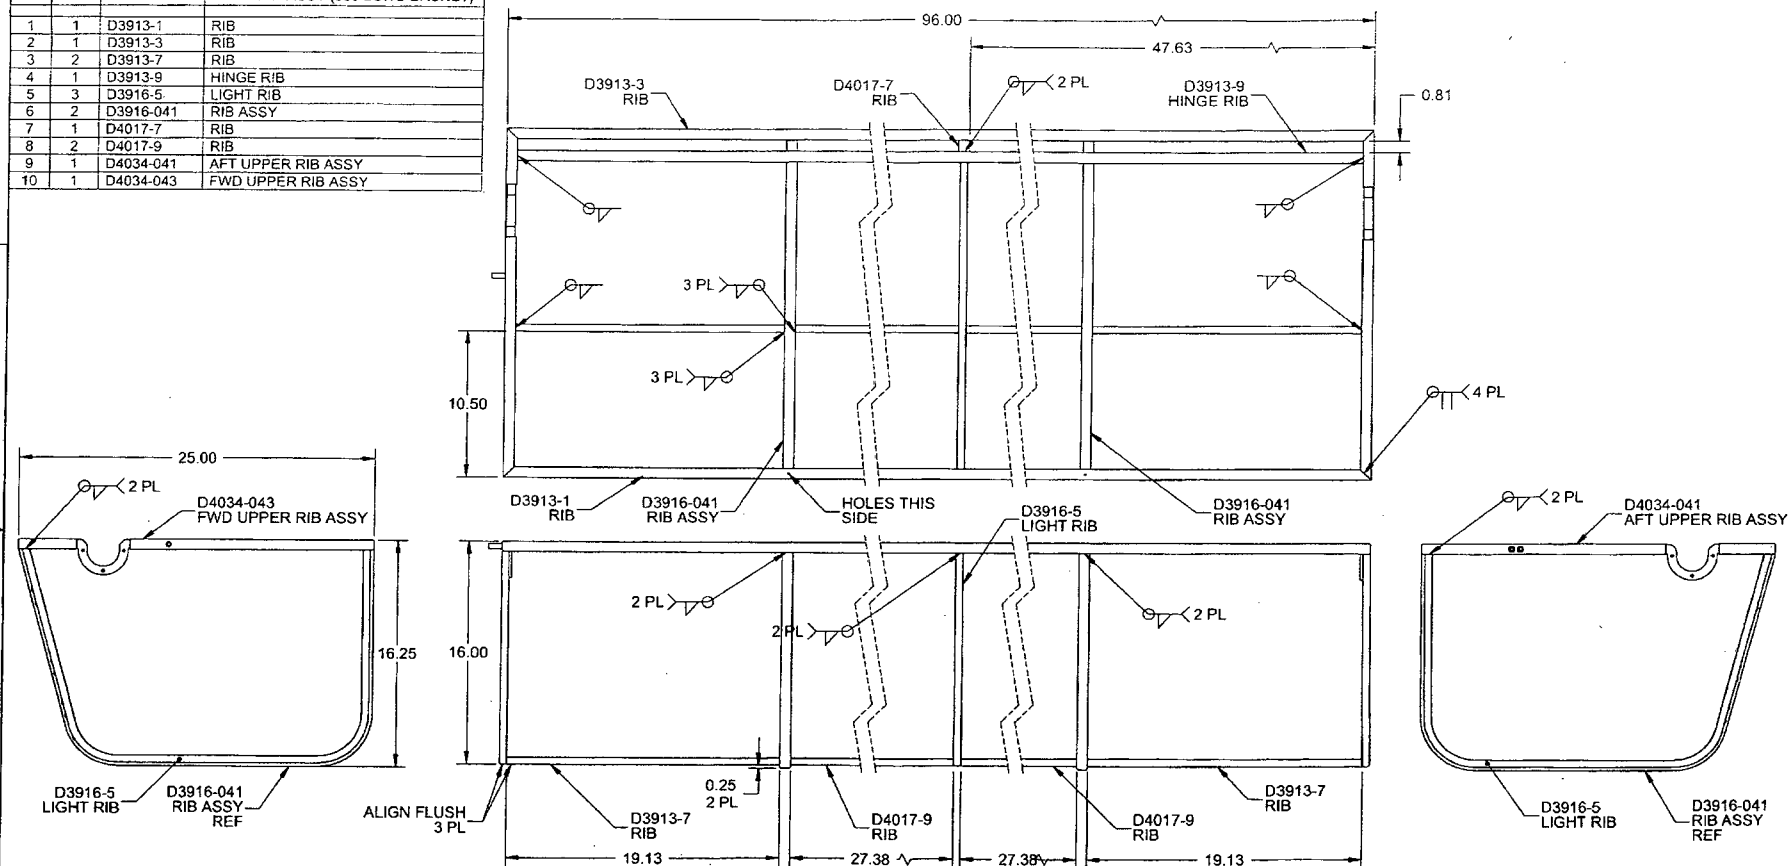 1 1 D3913-1 RIB
2 1 D3913-3 RIB
3 2 D3913-7 RIB
4 1 D3913-9 HINGE RIB
5 3 D3916-5 LIGHT RIB
6 2 D3916-041 RIB ASSY
7 1 D4017-7 RIB
8 2 D4017-9 RIB
9 1 D4034-041 AFT UPPER RIB ASSY
10 1 D4034-043 FWD UPPER RIB ASSY
96.00
47.63
D3913-3
RIB
D4017-7
RIB
2 PL
D3913-9
HINGE RIB
0.81
3 PL
3 PL
10.50
4 PL
D3913-1
RIB
D3916-041
RIB ASSY
HOLES THIS
SIDE
D3916-041
RIB ASSY
25.00
2 PL
D4034-043
FWD UPPER RIB ASSY
16.25
D3916-5
LIGHT RIB
D3916-041
RIB ASSY
REF
16.00
D3916-5
LIGHT RIB
2 PL
2 PL
2 PL
0.25
2 PL
ALIGN FLUSH
3 PL
D3913-7
RIB
D4017-9
RIB
D4017-9
RIB
D3913-7
RIB
19.13
27.38
27.38
19.13
2 PL
D4034-041
AFT UPPER RIB ASSY
D3916-5
LIGHT RIB
D3916-041
RIB ASSY
REF